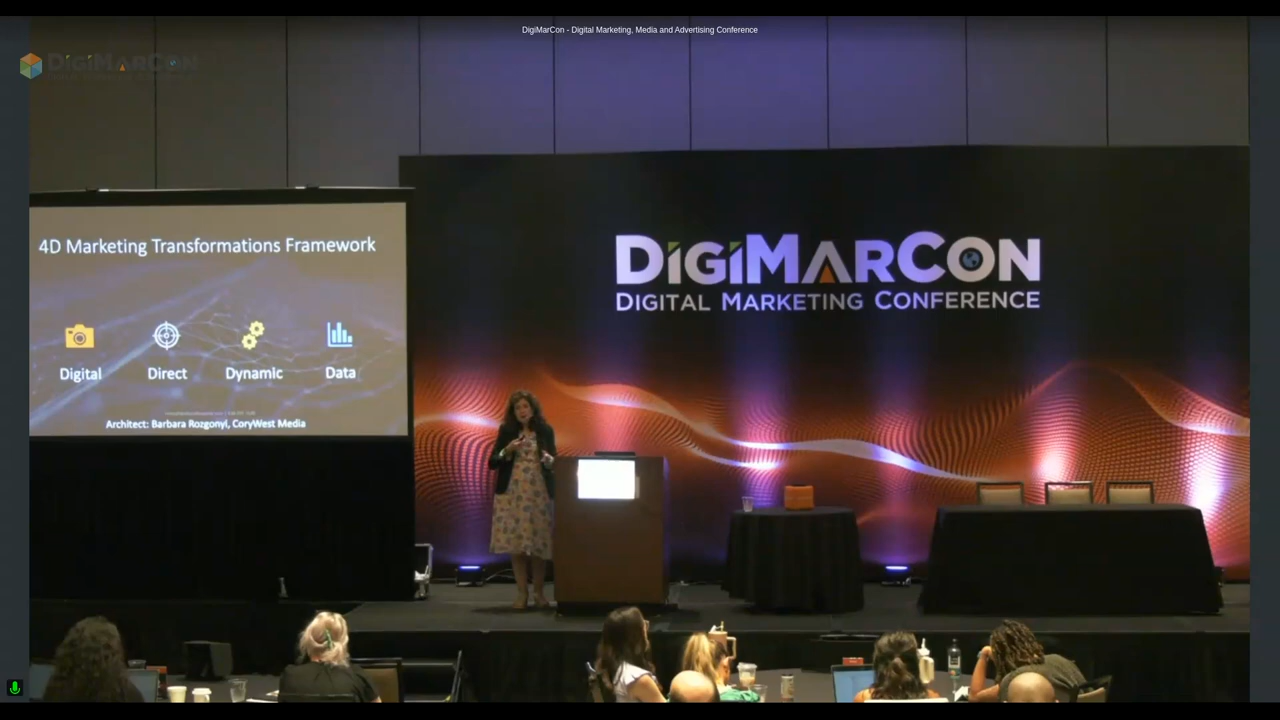 DigiMarCon - Digital Marketing, Media and Advertising Conference
DIGIMARCON
4D Marketing Transformations Framework
Digital
Direct
Dynamic
Data
Architect: Barbara Rozgonyi, CoryWest Media
DIGIMARCON
DIGITAL MARKETING CONFERENCE